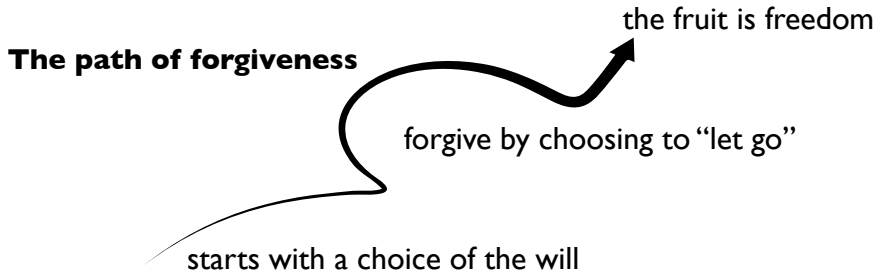 the fruit is freedom
The path of forgiveness
forgive by choosing to “let go”
starts with a choice of the will